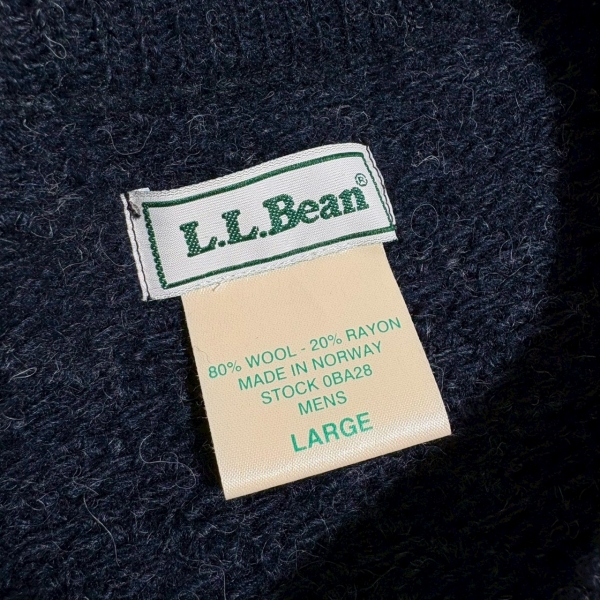 L.L.Bean®
80% WOOL - 20% RAYON
MADE IN NORWAY
STOCK 0BA28
MENS
LARGE